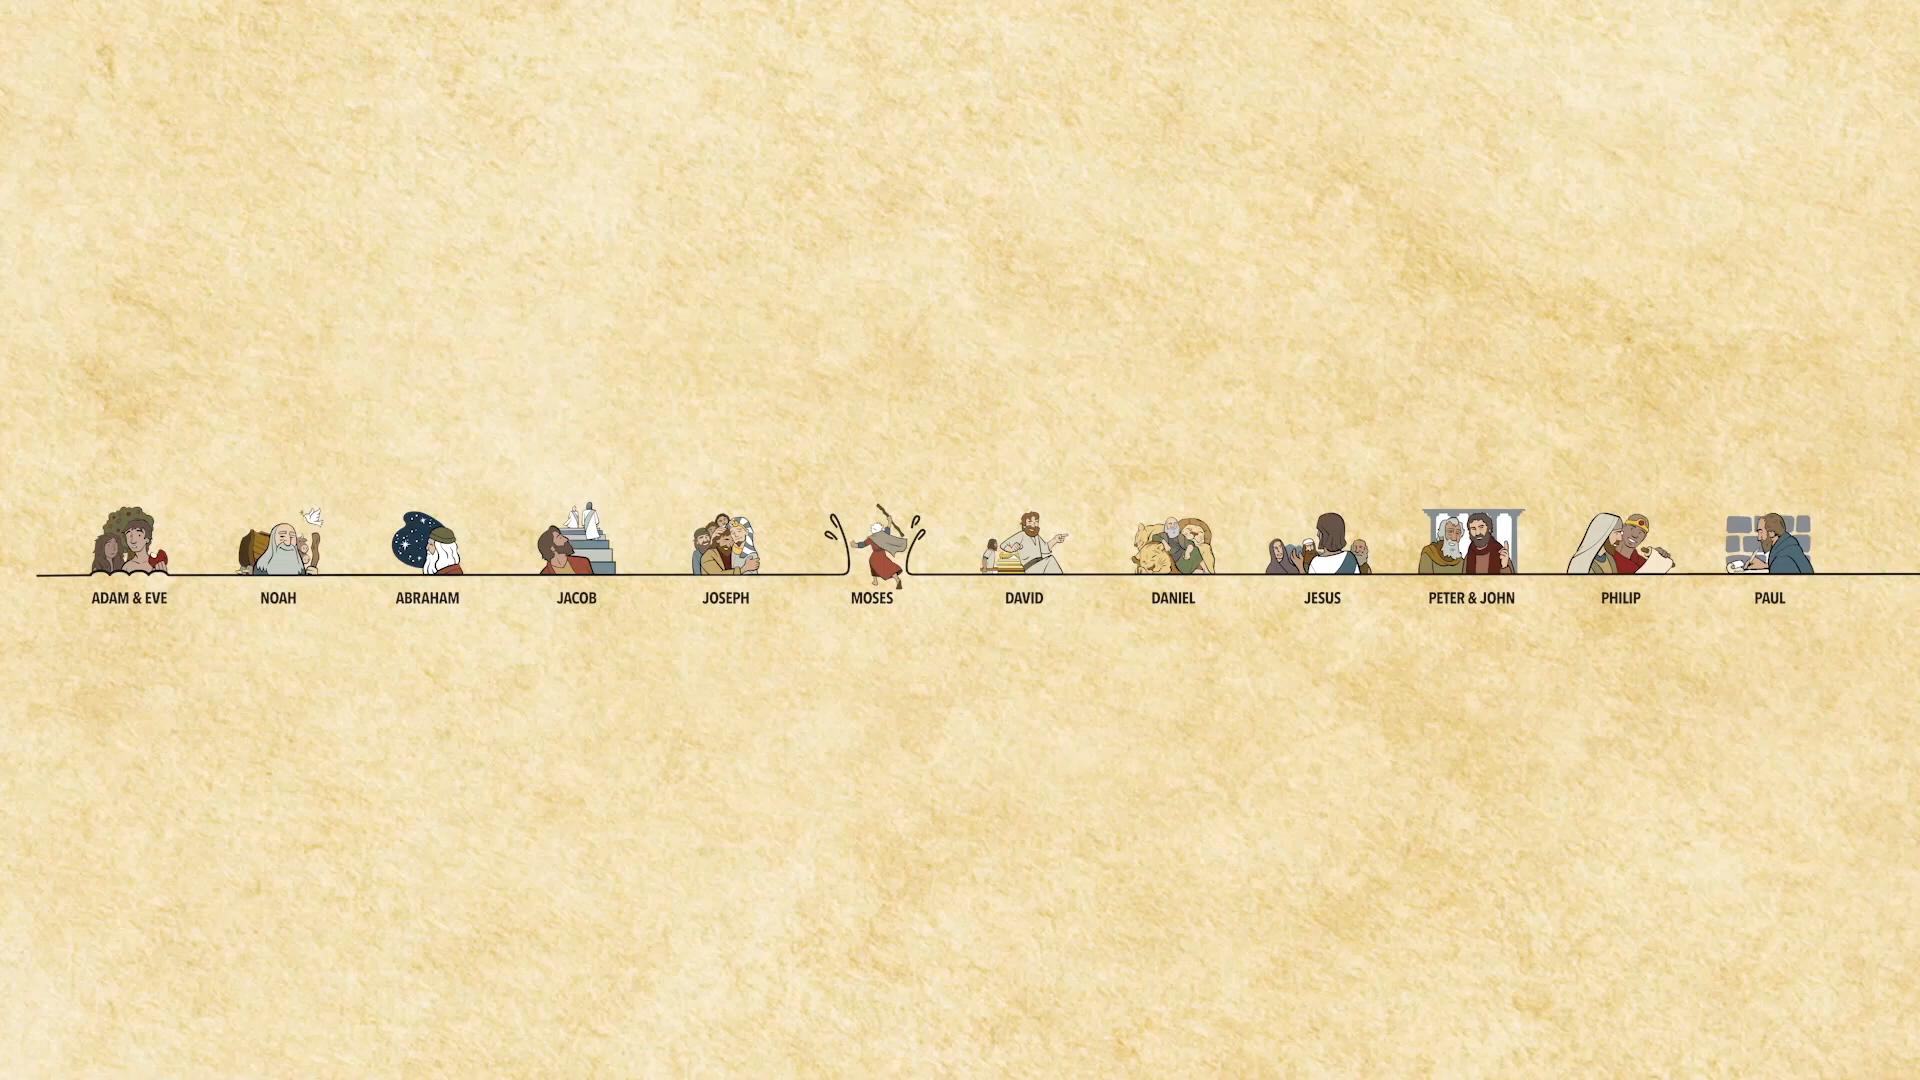 ADAM & EVE
NOAH
ABRAHAM
JACOB
JOSEPH
MOSES
DAVID
DANIEL
JESUS
PETER & JOHN
PHILIP
PAUL